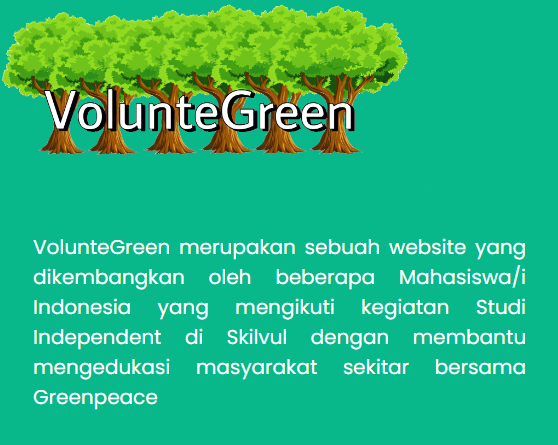 VolunteGreen
VolunteGreen merupakan sebuah website yang
dikembangkan oleh beberapa Mahasiswa/i
Indonesia yang mengikuti kegiatan Studi
Independent di Skilvul dengan membantu
mengedukasi masyarakat sekitar bersama
Greenpeace